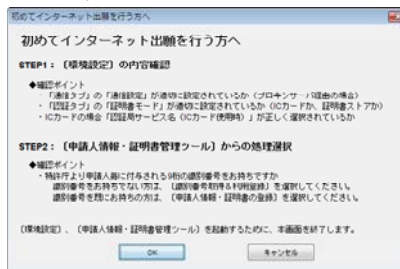 初めてインターネット出願を行う方へ
初めてインターネット出願を行う方へ
STEP1：〔環境設定〕の内容確認
◆確認ポイント
・「通信タブ」の「通信設定」が適切に設定されているか（プロキシサーバ経由の場合）
・「認証タブ」の「証明書モード」が適切に設定されているか（ICカードか、証明書ストアか）
・ICカードの場合「認証局サービス名（ICカード使用時）」が正しく選択されているか
STEP2：〔申請人情報・証明書管理ツール〕からの処理選択
◆確認ポイント
・特許庁より申請人毎に付与される9桁の識別番号をお持ちですか
識別番号をお持ちでない方は、〔識別番号取得＆利用登録〕を選択してください。
識別番号を既にお持ちの方は、〔申請人情報・証明書の登録〕を選択してください。
〔環境設定〕、〔申請人情報・証明書管理ツール〕を起動するために、本画面を終了します。
OK
キャンセル